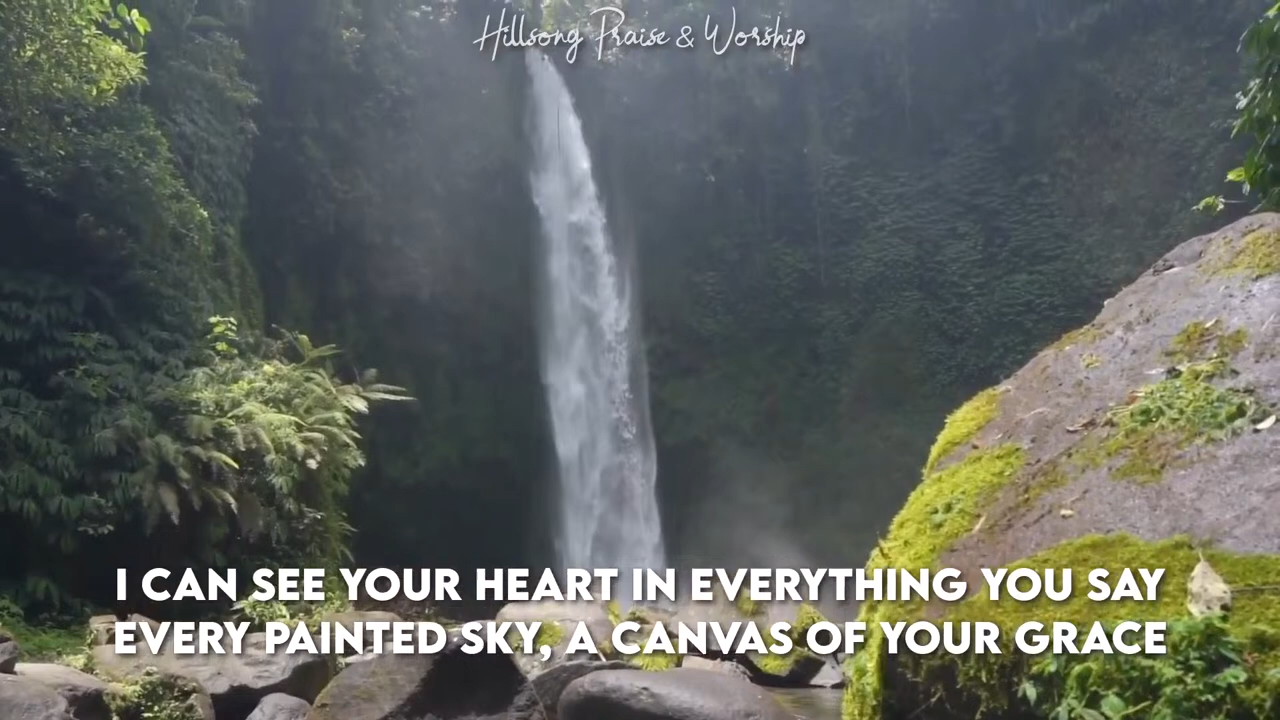 Hillsong Praise & Worship
I CAN SEE YOUR HEART IN EVERYTHING YOU SAY
EVERY PAINTED SKY, A CANVAS OF YOUR GRACE